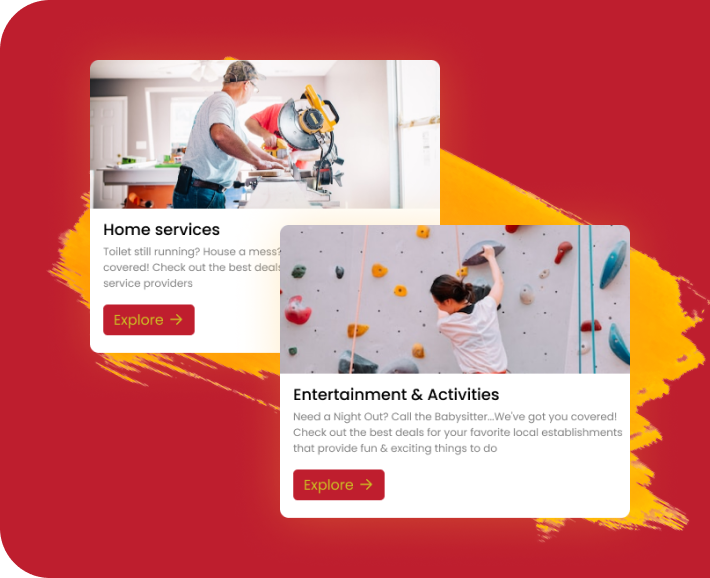 Home services
Toilet still running? House a mess?
covered! Check out the best deals
service providers
Explore
Entertainment & Activities
Need a Night Out? Call the Babysitter...We've got you covered!
Check out the best deals for your favorite local establishments
that provide fun & exciting things to do
Explore